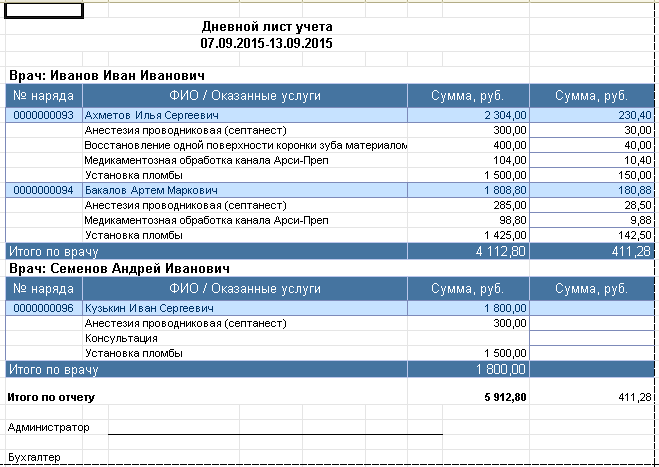 Дневной лист учета
07.09.2015-13.09.2015
Врач: Иванов Иван Иванович
№ наряда ФИО / Оказанные услуги Сумма, руб. Сумма, руб.
0000000093 Ахметов Илья Сергеевич 2 304,00 230,40
Анестезия проводниковая (септанест) 300,00 30,00
Восстановление одной поверхности коронки зуба материалом 400,00 40,00
Медикаментозная обработка канала Арси-Преп 104,00 10,40
Установка пломбы 1 500,00 150,00
0000000094 Бакалов Артем Маркович 1 808,80 180,88
Анестезия проводниковая (септанест) 285,00 28,50
Медикаментозная обработка канала Арси-Преп 98,80 9,88
Установка пломбы 1 425,00 142,50
Итого по врачу 4 112,80 411,28
Врач: Семенов Андрей Иванович
№ наряда ФИО / Оказанные услуги Сумма, руб. Сумма, руб.
0000000096 Кузькин Иван Сергеевич 1 800,00
Анестезия проводниковая (септанест) 300,00
Консультация
Установка пломбы 1 500,00
Итого по врачу 1 800,00
Итого по отчету 5 912,80 411,28
Администратор
Бухгалтер